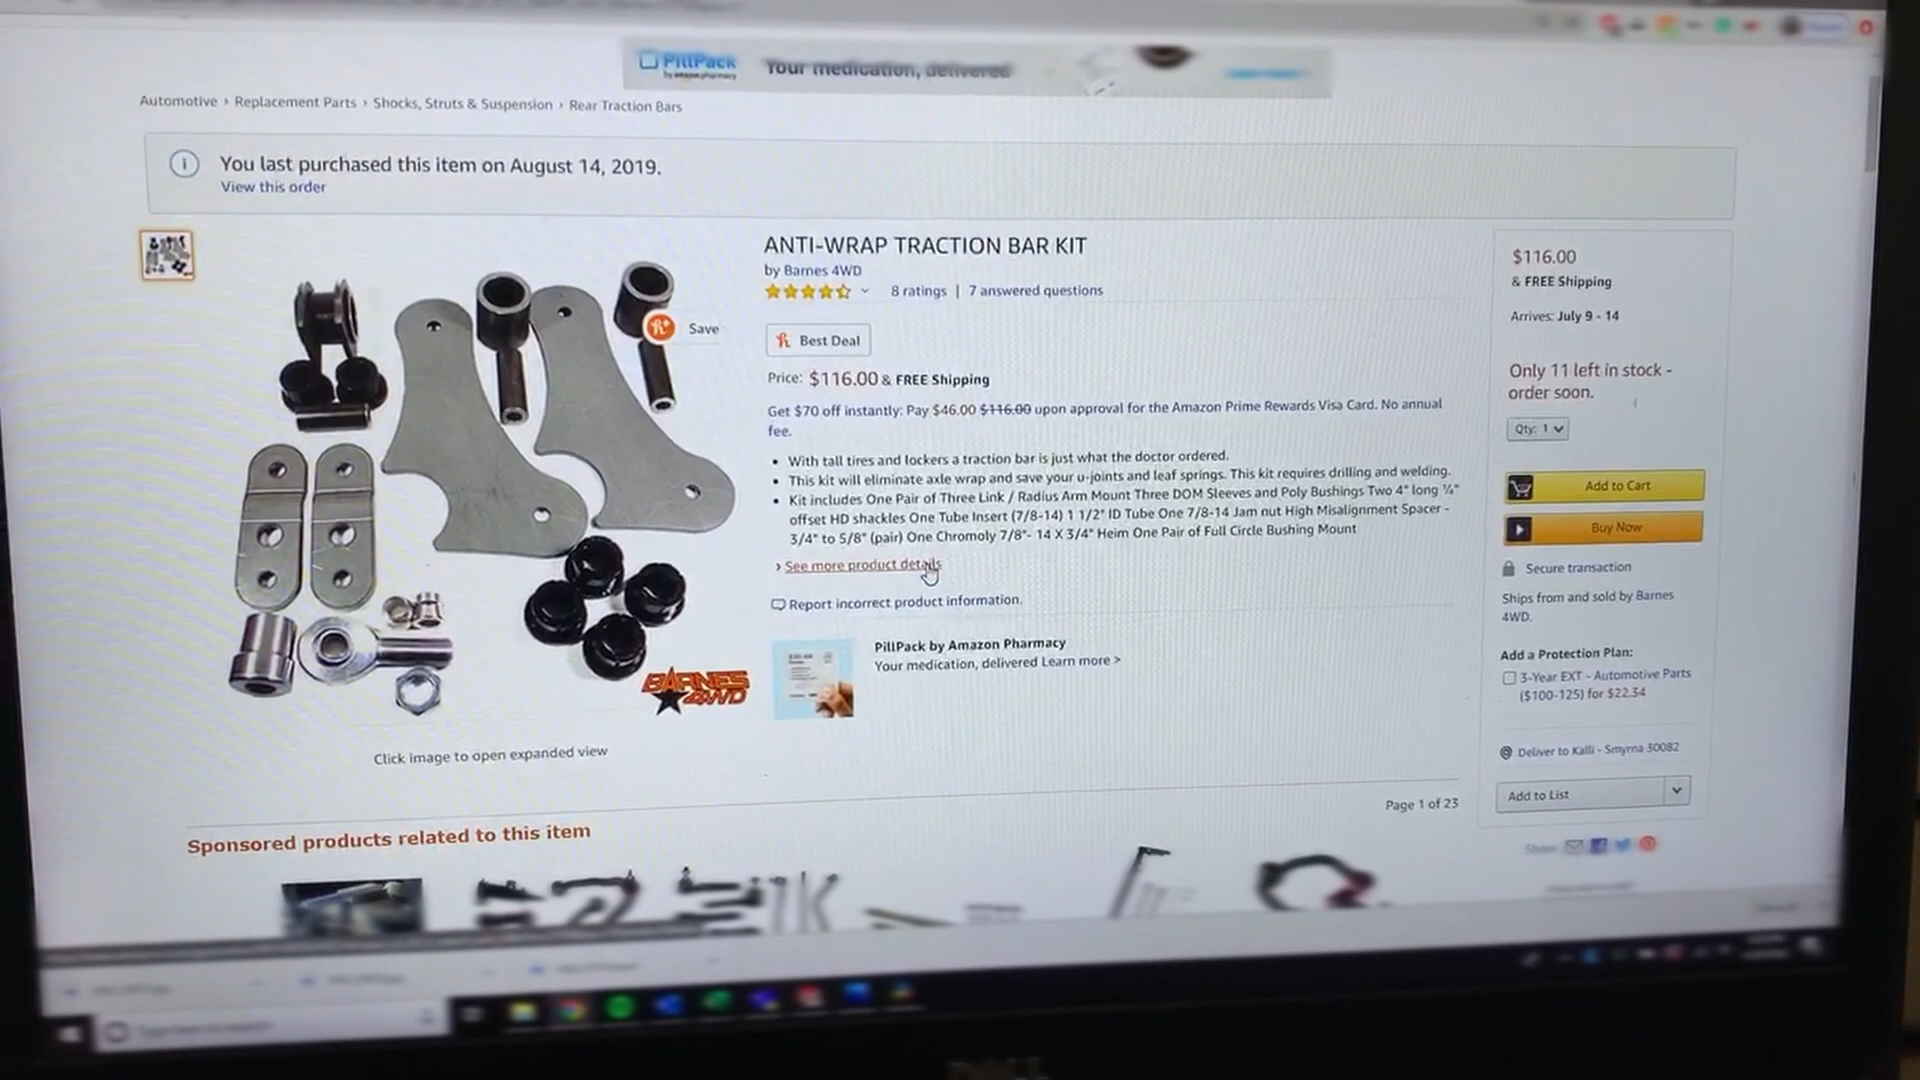 PillPack
by amazon pharmacy
Your medication, delivered
Learn more
Automotive › Replacement Parts › Shocks, Struts & Suspension › Rear Traction Bars
You last purchased this item on August 14, 2019.
View this order
Save
BARNES
4WD
Click image to open expanded view
ANTI-WRAP TRACTION BAR KIT
by Barnes 4WD
8 ratings | 7 answered questions
Best Deal
Price: $116.00 & FREE Shipping
Get $70 off instantly: Pay $46.00 $116.00 upon approval for the Amazon Prime Rewards Visa Card. No annual
fee.
• With tall tires and lockers a traction bar is just what the doctor ordered.
• This kit will eliminate axle wrap and save your u-joints and leaf springs. This kit requires drilling and welding.
• Kit includes One Pair of Three Link / Radius Arm Mount Three DOM Sleeves and Poly Bushings Two 4" long ¾"
offset HD shackles One Tube Insert (7/8-14) 1 1/2" ID Tube One 7/8-14 Jam nut High Misalignment Spacer -
3/4" to 5/8" (pair) One Chromoly 7/8"- 14 X 3/4" Heim One Pair of Full Circle Bushing Mount
› See more product details
Report incorrect product information.
PillPack by Amazon Pharmacy
Your medication, delivered Learn more >
$116.00
& FREE Shipping
Arrives: July 9 - 14
Only 11 left in stock -
order soon.
Qty: 1
Add to Cart
Buy Now
Secure transaction
Ships from and sold by Barnes
4WD.
Add a Protection Plan:
3-Year EXT - Automotive Parts
($100-125) for $22.34
Deliver to Kalli - Smyrna 30082
Add to List
Share
Sponsored products related to this item
Page 1 of 23
Type here to search
DELL